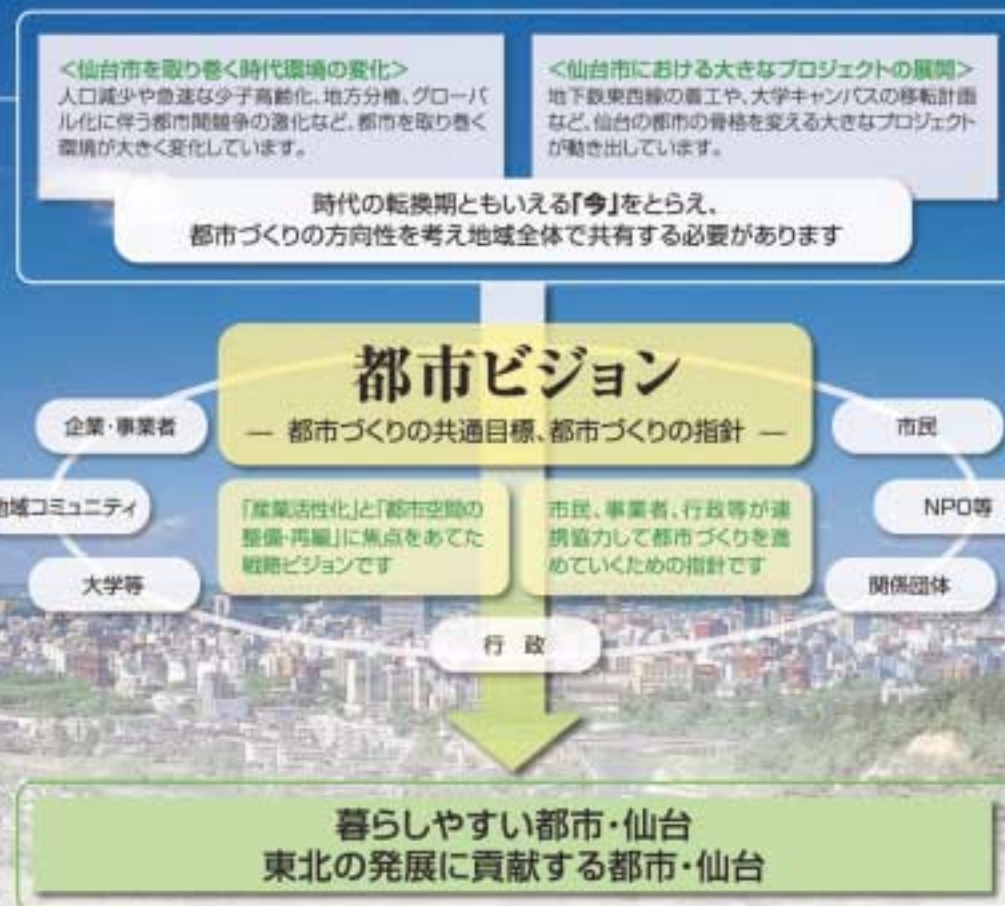 <仙台市を取り巻く時代環境の変化>
人口減少や急速な少子高齢化、地方分権、グローバ
ル化に伴う都市間競争の激化など、都市を取り巻く
環境が大きく変化しています。
<仙台市における大きなプロジェクトの展開>
地下鉄東西線の着工や、大学キャンパスの移転計画
など、仙台の都市の骨格を変える大きなプロジェクト
が動き出しています。
時代の転換期ともいえる「今」をとらえ、
都市づくりの方向性を考え地域全体で共有する必要があります
都市ビジョン
― 都市づくりの共通目標、都市づくりの指針 ―
企業・事業者
市民
地域コミュニティ
NPO等
「産業活性化」と「都市空間の
整備・再編」に焦点をあてた
戦略ビジョンです
市民、事業者、行政等が連
携協力して都市づくりを進
めていくための指針です
大学等
関係団体
行 政
暮らしやすい都市・仙台
東北の発展に貢献する都市・仙台